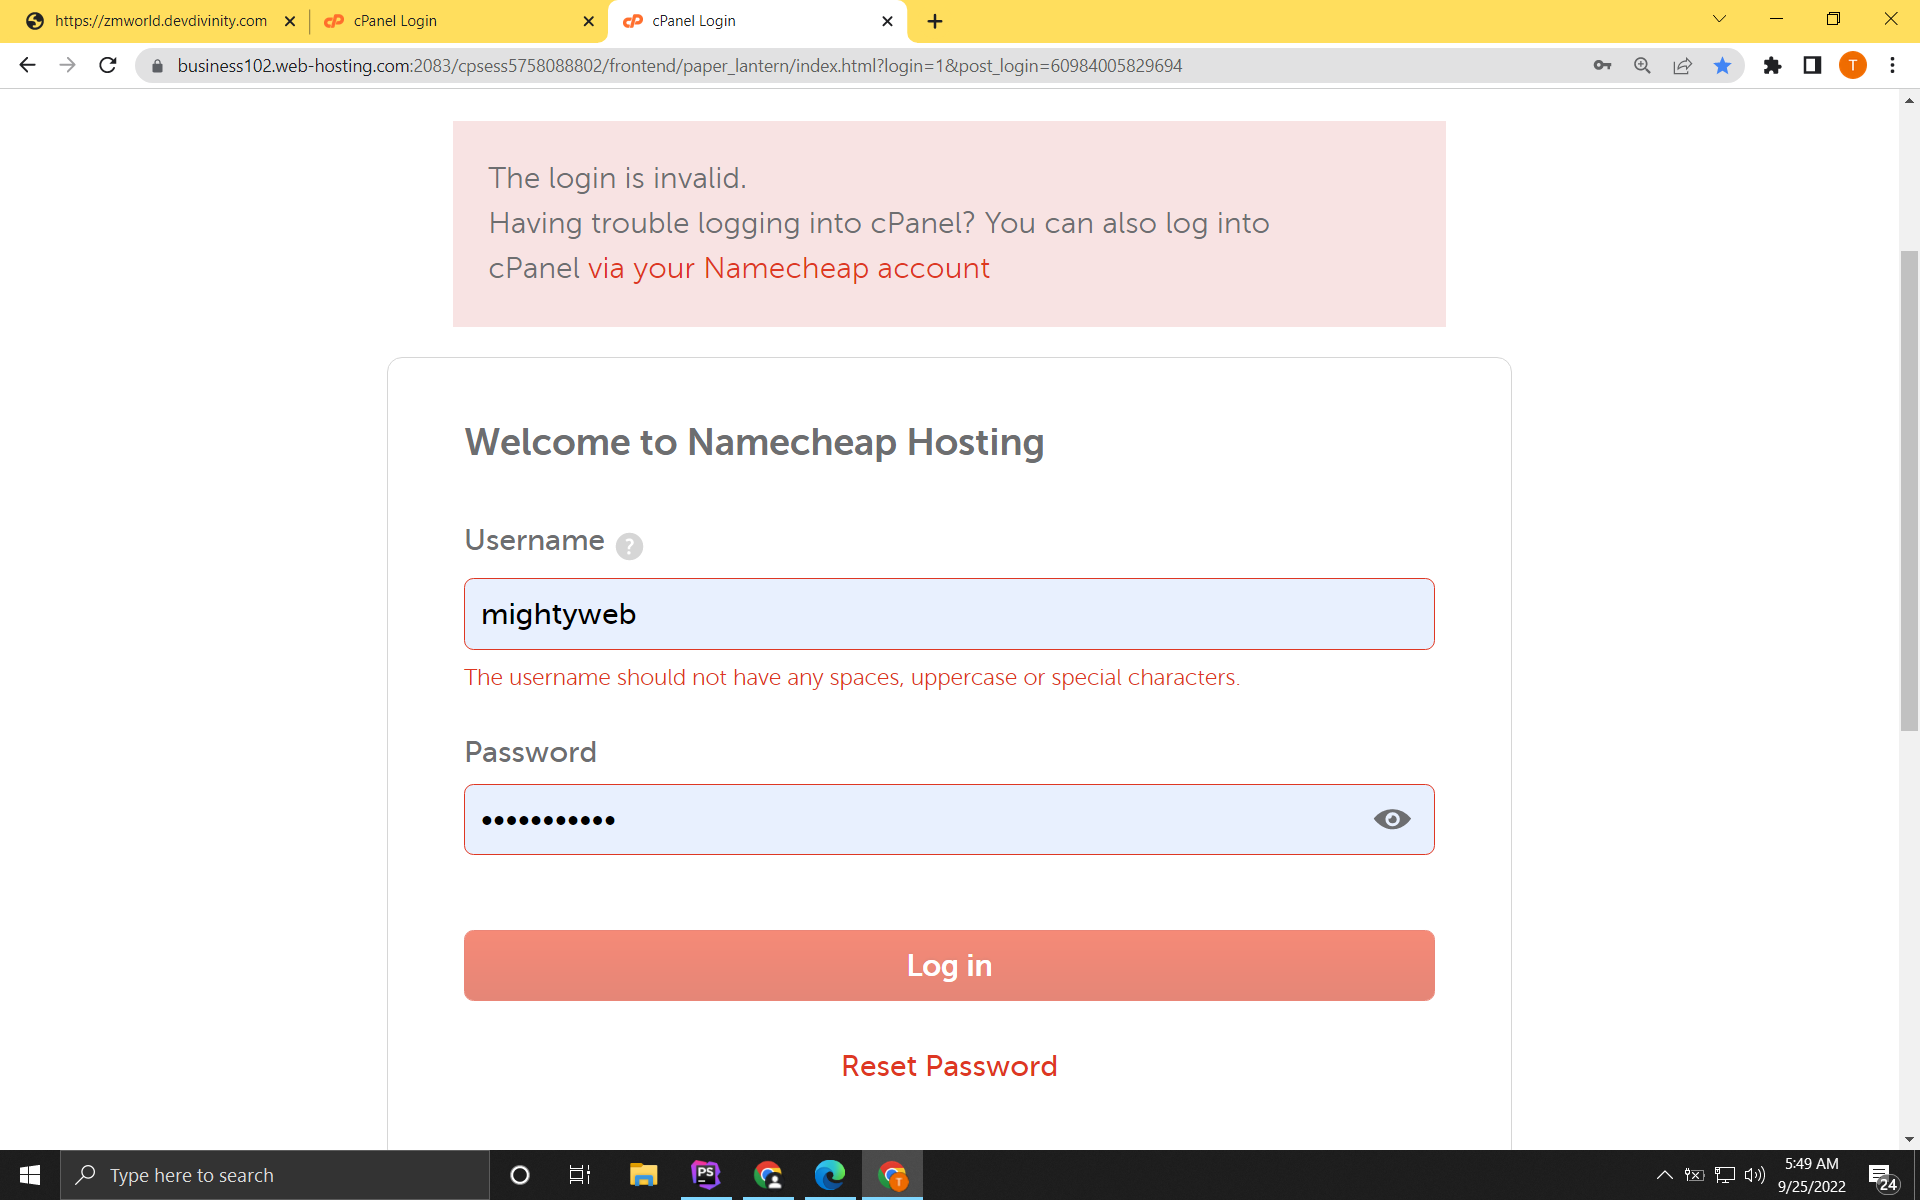 https://zmworld.devdivinity.com
cPanel Login
cPanel Login
business102.web-hosting.com:2083/cpsess5758088802/frontend/paper_lantern/index.html?login=1&post_login=60984005829694
T
The login is invalid.
Having trouble logging into cPanel? You can also log into
cPanel via your Namecheap account
Welcome to Namecheap Hosting
Username ?
mightyweb
The username should not have any spaces, uppercase or special characters.
Password
•••••••••••
Log in
Reset Password
Type here to search
PS
T
5:49 AM
9/25/2022
24